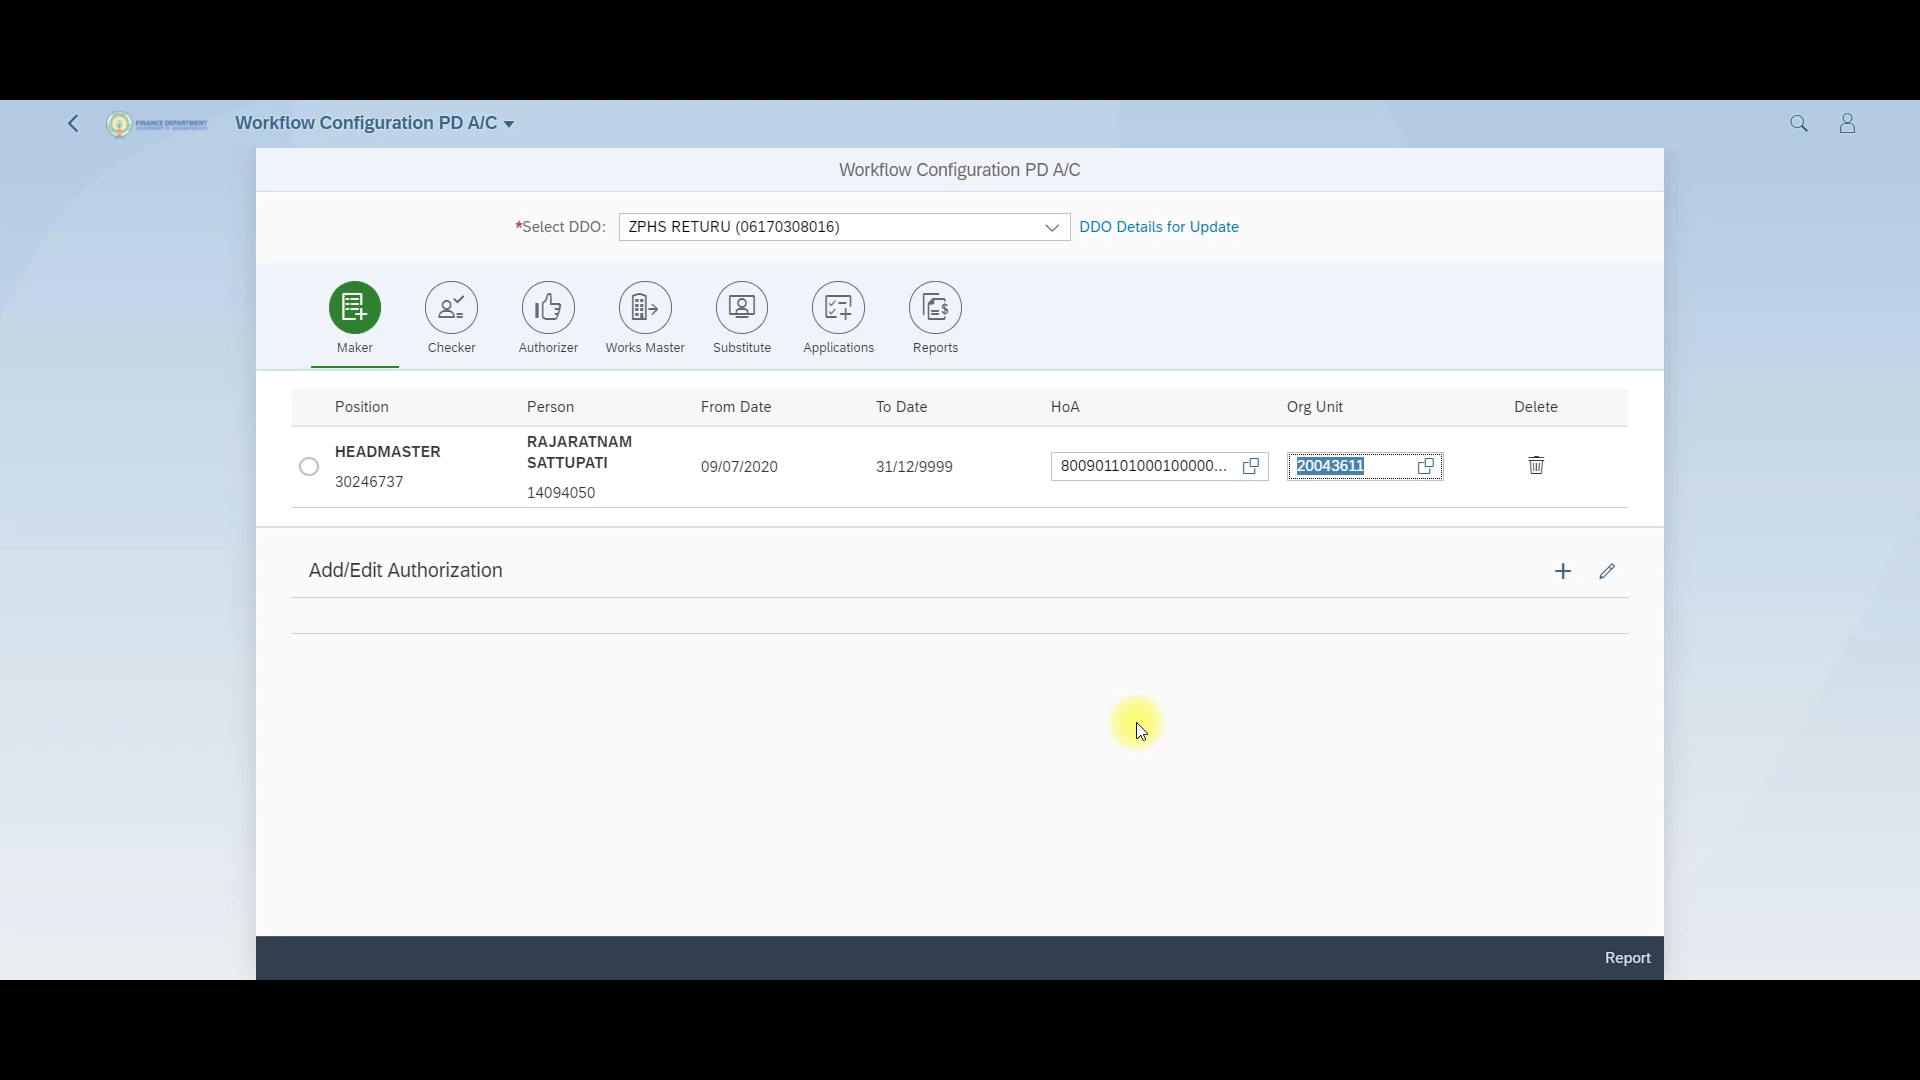 FINANCE DEPARTMENT
Workflow Configuration PD A/C
Workflow Configuration PD A/C
*Select DDO: ZPHS RETURU (06170308016) DDO Details for Update
Maker Checker Authorizer Works Master Substitute Applications Reports
Position Person From Date To Date HoA Org Unit Delete
HEADMASTER
30246737
RAJARATNAM
SATTUPATI
14094050
09/07/2020
31/12/9999
800901101000100000...
20043611
Add/Edit Authorization
Report